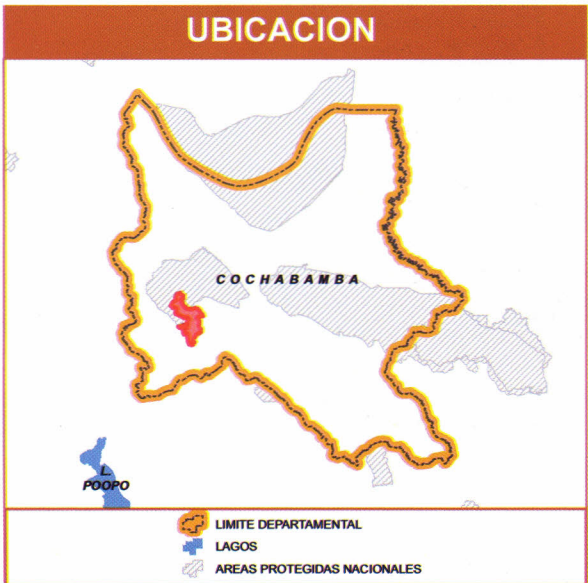 UBICACION
COCHABAMBA
L.
POOPO
LIMITE DEPARTAMENTAL
LAGOS
AREAS PROTEGIDAS NACIONALES